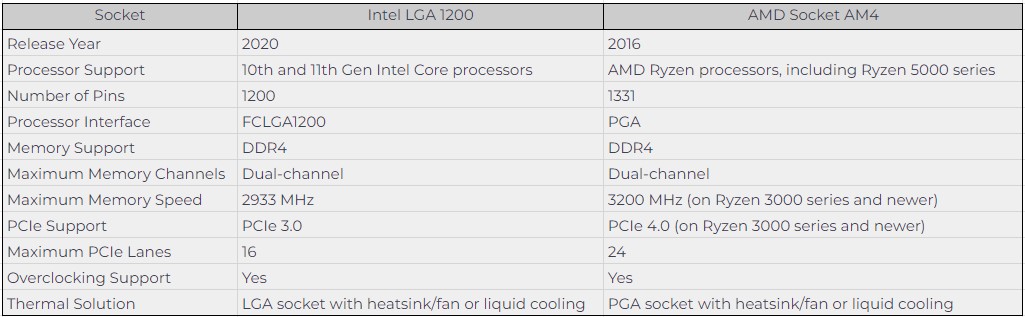 Socket Intel LGA 1200 AMD Socket AM4
Release Year 2020 2016
Processor Support 10th and 11th Gen Intel Core processors AMD Ryzen processors, including Ryzen 5000 series
Number of Pins 1200 1331
Processor Interface FCLGA1200 PGA
Memory Support DDR4 DDR4
Maximum Memory Channels Dual-channel Dual-channel
Maximum Memory Speed 2933 MHz 3200 MHz (on Ryzen 3000 series and newer)
PCIe Support PCIe 3.0 PCIe 4.0 (on Ryzen 3000 series and newer)
Maximum PCIe Lanes 16 24
Overclocking Support Yes Yes
Thermal Solution LGA socket with heatsink/fan or liquid cooling PGA socket with heatsink/fan or liquid cooling